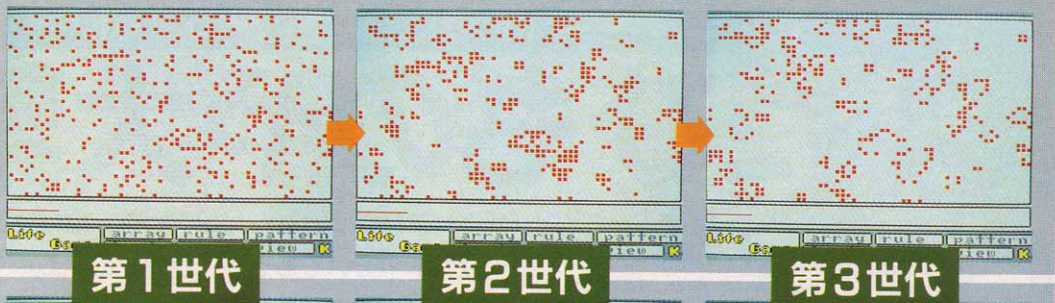 Life array rule pattern
view K
第1世代
Life array rule pattern
view K
第2世代
Life array rule pattern
view K
第3世代